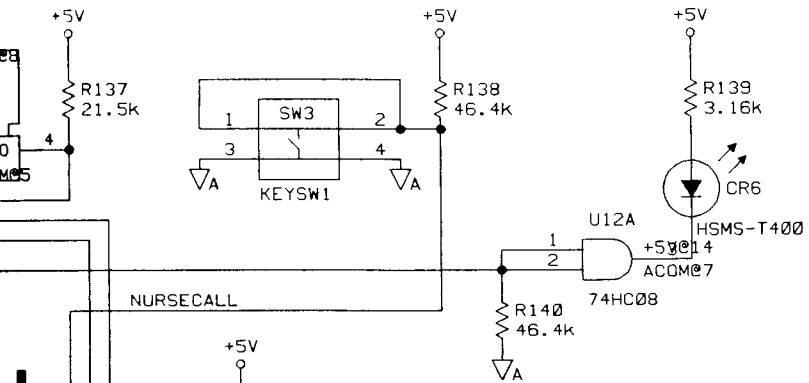 +5V
+5V
+5V
R137
21.5k
R138
46.4k
R139
3.16k
SW3
1
2
3
4
4
A
A
KEYSW1
CR6
HSMS-T400
U12A
1
2
+5V@14
ACOM@7
74HC08
NURSECALL
R140
46.4k
+5V
A